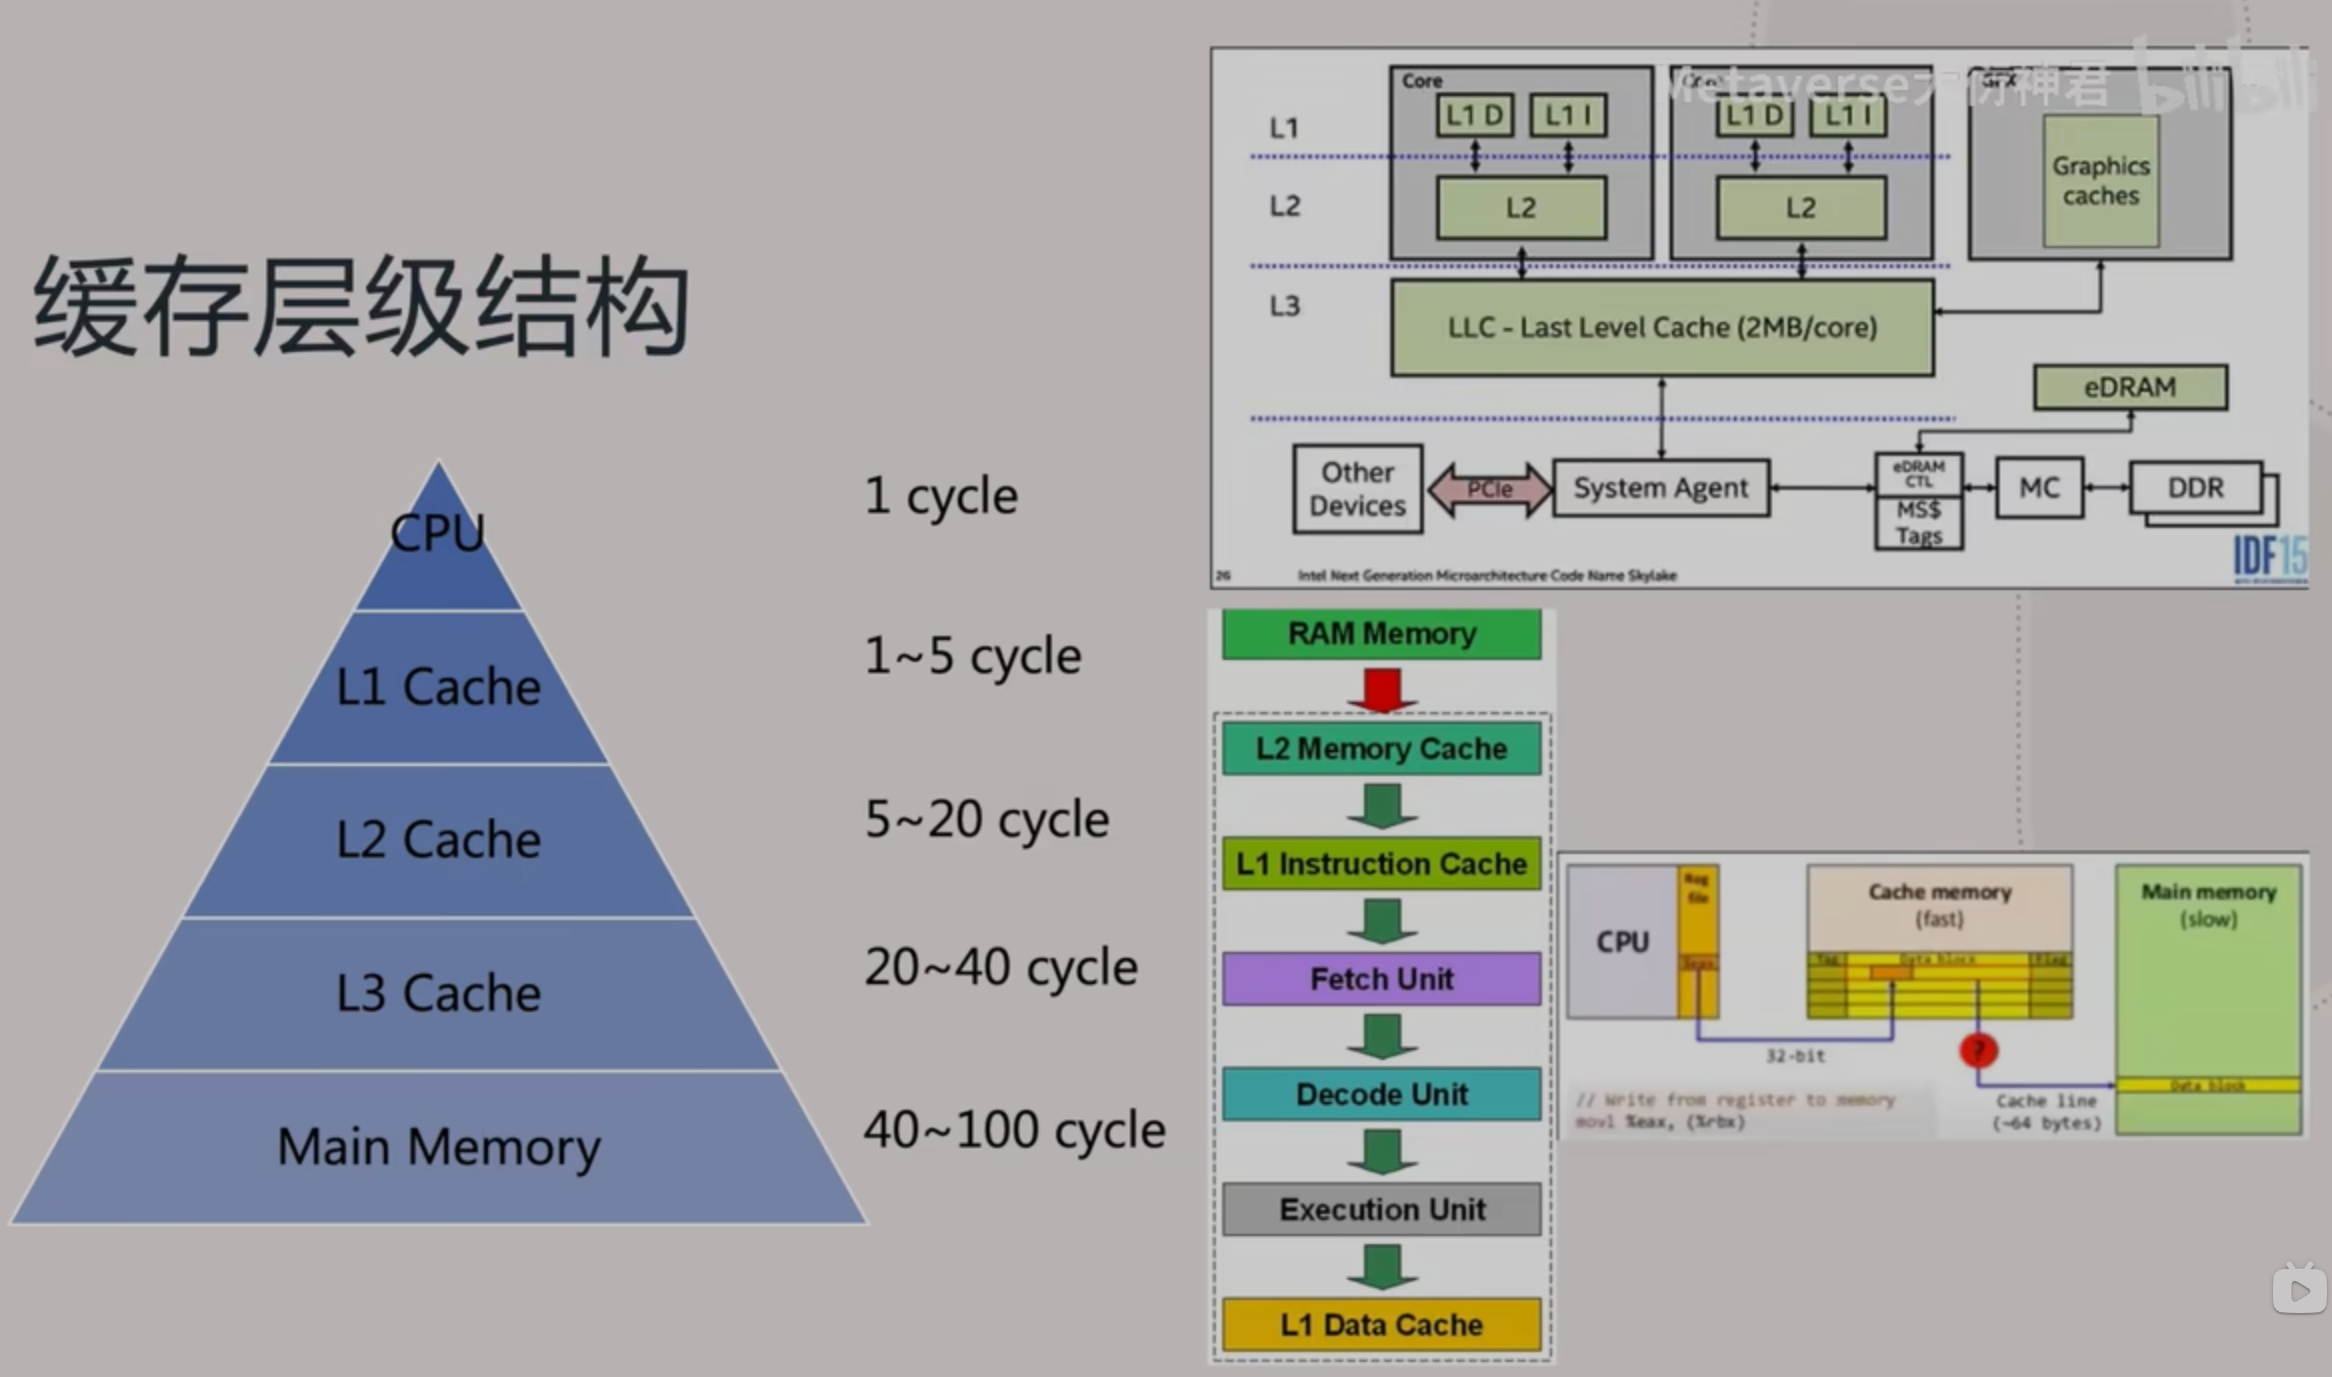 缓存层级结构
CPU
L1 Cache
L2 Cache
L3 Cache
Main Memory
1 cycle
1~5 cycle
5~20 cycle
20~40 cycle
40~100 cycle
Core
L1 D
L1 I
L1
L2
L2
L1 D
L1 I
L2
Graphics
caches
L3
LLC - Last Level Cache (2MB/core)
eDRAM
Other
Devices
PCIe
System Agent
eDRAM
CTL
MS$
Tags
MC
DDR
26
Intel Next Generation Microarchitecture Code Name Skylake
IDF15
RAM Memory
L2 Memory Cache
L1 Instruction Cache
Fetch Unit
Decode Unit
Execution Unit
L1 Data Cache
CPU
Reg
file
Cache memory
(fast)
Tag
Data block
Flag
Main memory
(slow)
Data block
32-bit
?
Cache line
(~64 bytes)
// Write from register to memory
movl %eax, (%rbx)
bilibili